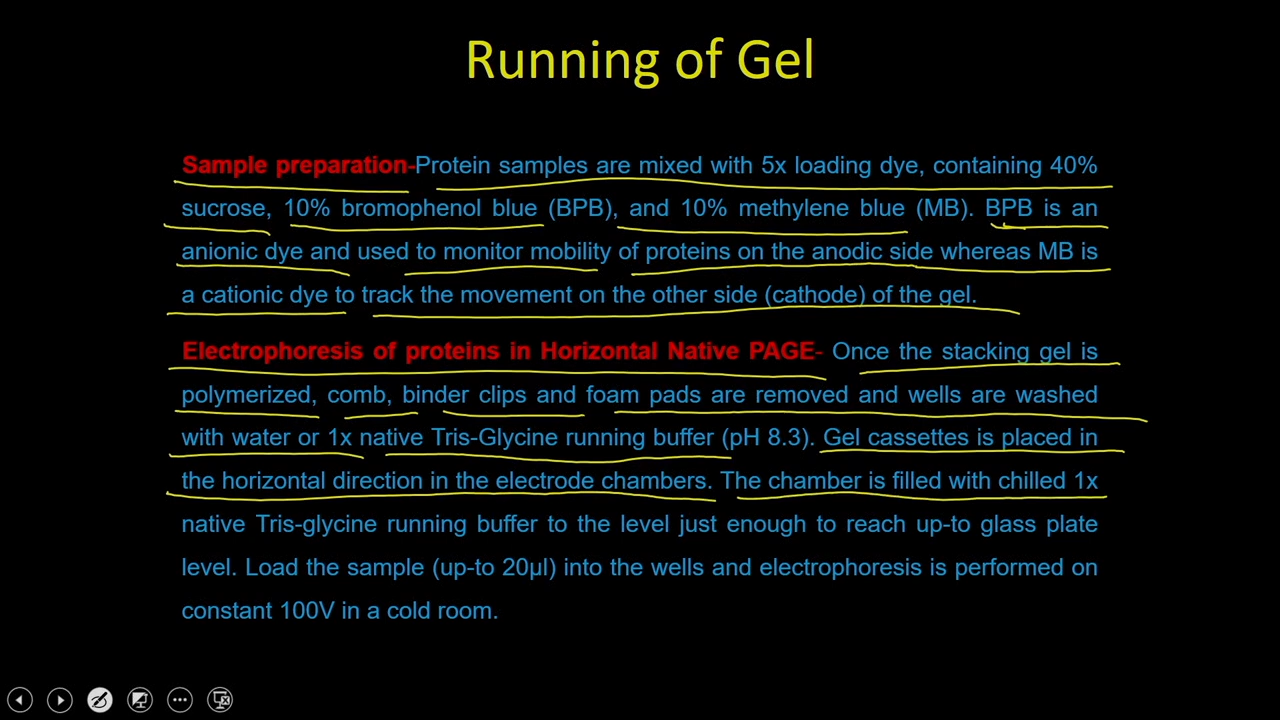 Running of Gel
Sample preparation-Protein samples are mixed with 5x loading dye, containing 40%
sucrose, 10% bromophenol blue (BPB), and 10% methylene blue (MB). BPB is an
anionic dye and used to monitor mobility of proteins on the anodic side whereas MB is
a cationic dye to track the movement on the other side (cathode) of the gel.
Electrophoresis of proteins in Horizontal Native PAGE- Once the stacking gel is
polymerized, comb, binder clips and foam pads are removed and wells are washed
with water or 1x native Tris-Glycine running buffer (pH 8.3). Gel cassettes is placed in
the horizontal direction in the electrode chambers. The chamber is filled with chilled 1x
native Tris-glycine running buffer to the level just enough to reach up-to glass plate
level. Load the sample (up-to 20µl) into the wells and electrophoresis is performed on
constant 100V in a cold room.